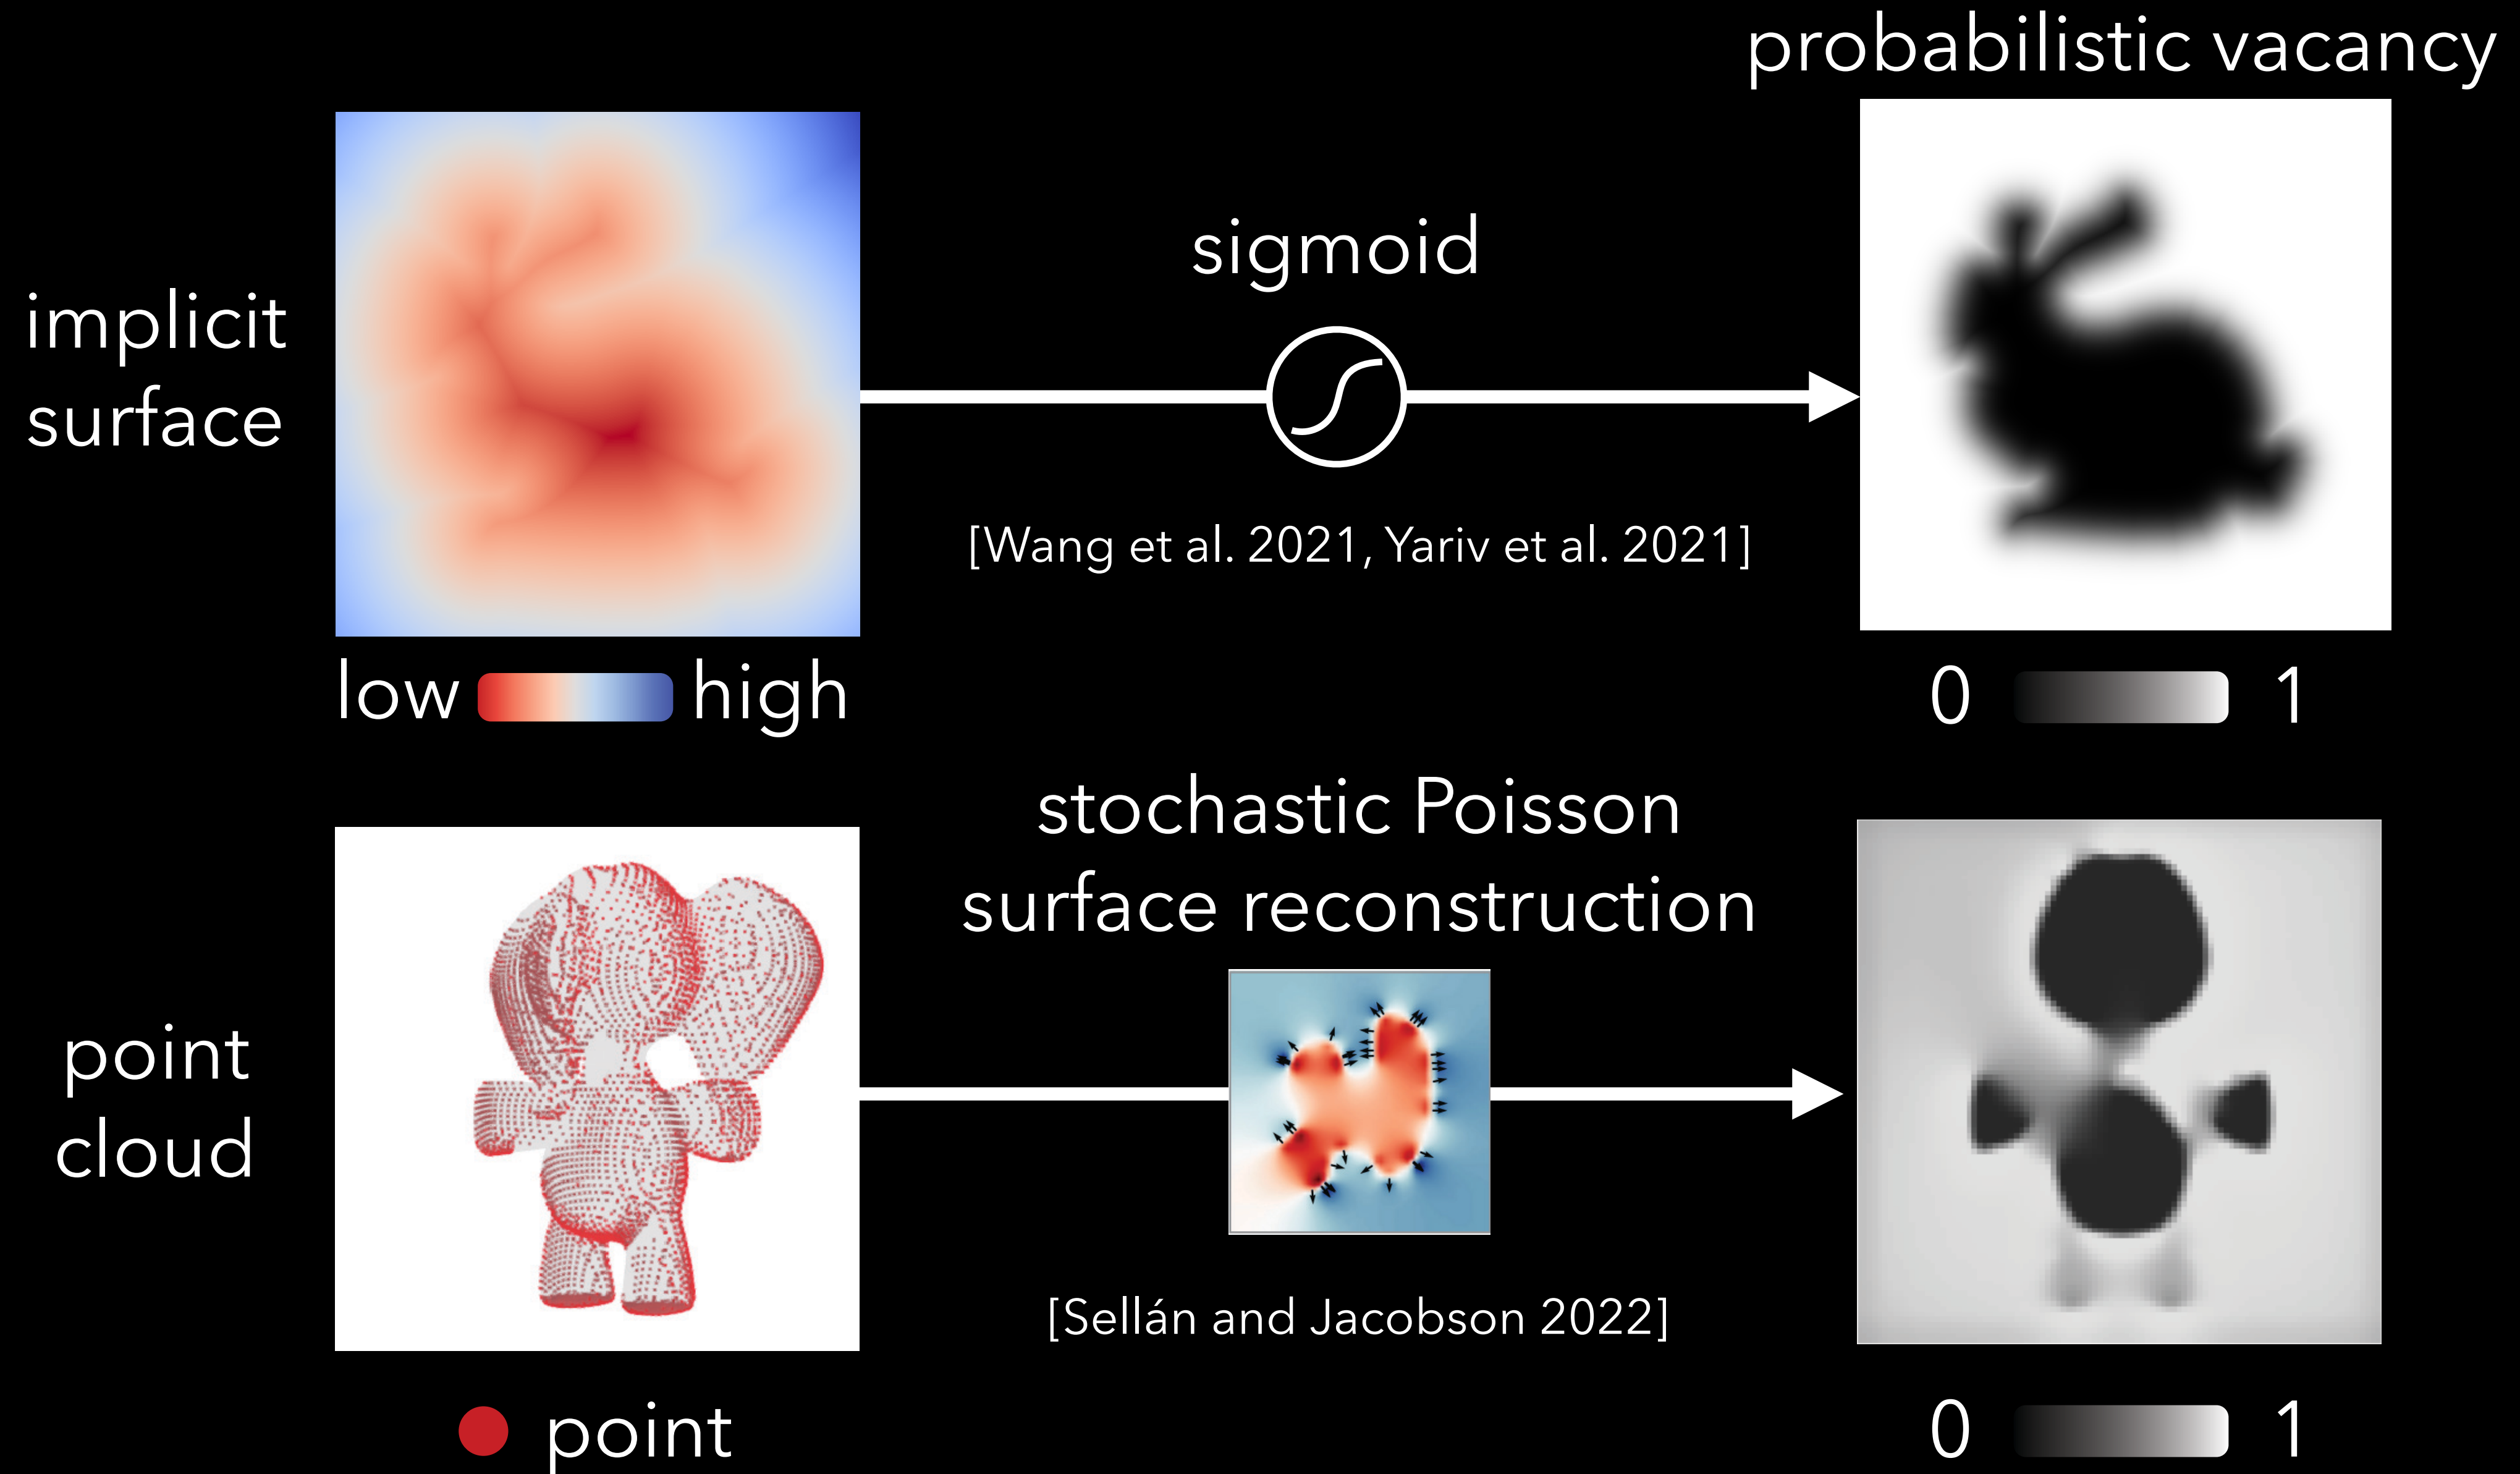 probabilistic vacancy
implicit
surface
sigmoid
[Wang et al. 2021, Yariv et al. 2021]
low
high
0
1
stochastic Poisson
surface reconstruction
point
cloud
[Sellán and Jacobson 2022]
point
0
1